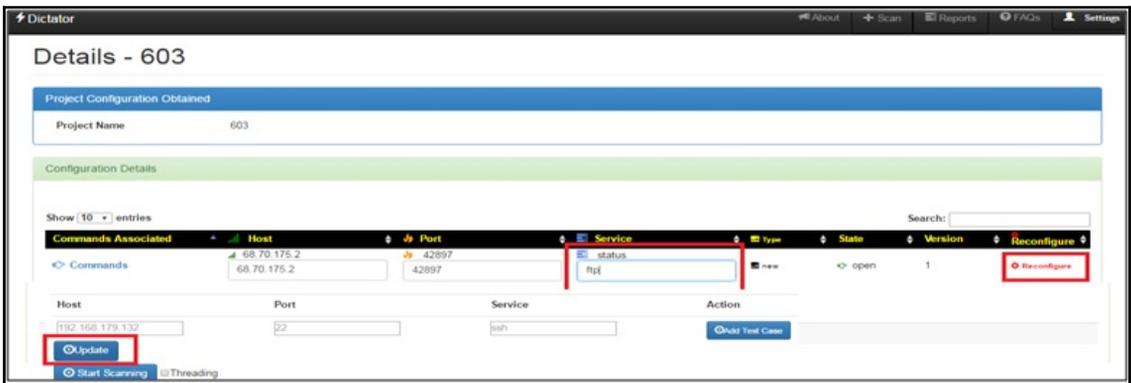 Dictator About Scan Reports FAQs Settings
Details - 603
Project Configuration Obtained
Project Name 603
Configuration Details
Show 10 entries Search:
Commands Associated Host Port Service Type State Version Reconfigure
68.70.175.2 42897 status
Commands 68.70.175.2 42897 ftp new open 1 Reconfigure
Host Port Service Action
192.168.179.132 22 ssh Add Test Case
Update
Start Scanning Threading